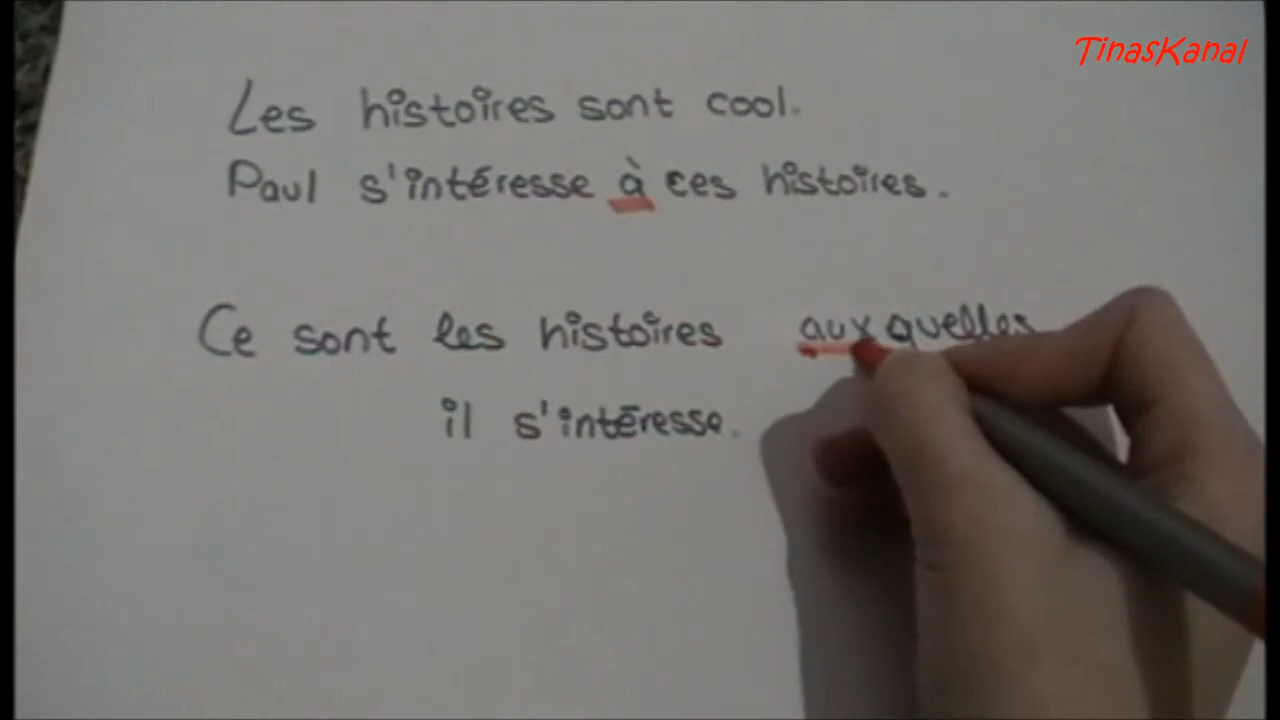 TinasKanal
Les histoires sont cool.
Paul s'intéresse à ces histoires.
Ce sont les histoires auxquelles
il s'intéresse.